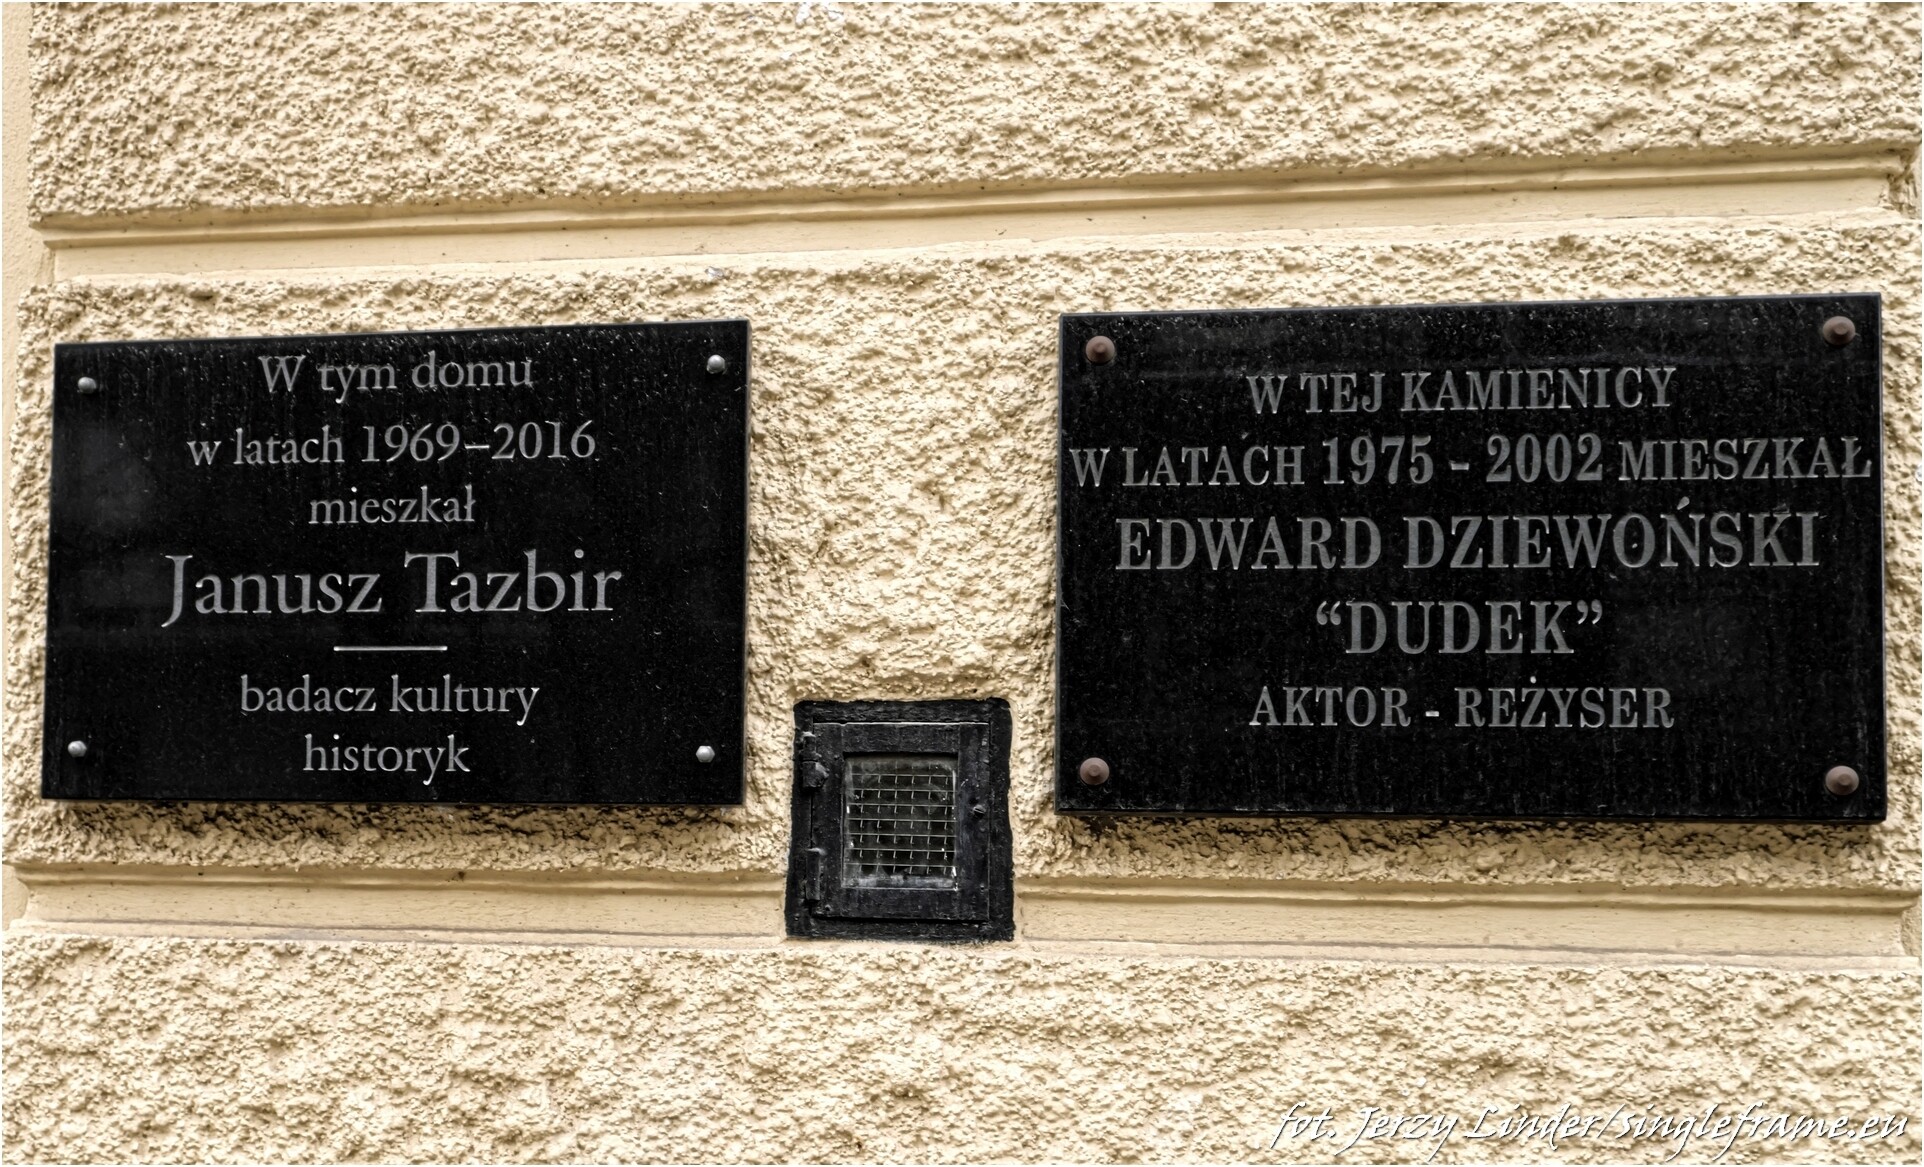 W tym domu
w latach 1969–2016
mieszkał
Janusz Tazbir
badacz kultury
historyk
W TEJ KAMIENICY
W LATACH 1975 - 2002 MIESZKAŁ
EDWARD DZIEWOŃSKI
“DUDEK”
AKTOR - REŻYSER
fot. Jerzy Linder/singleframe.eu